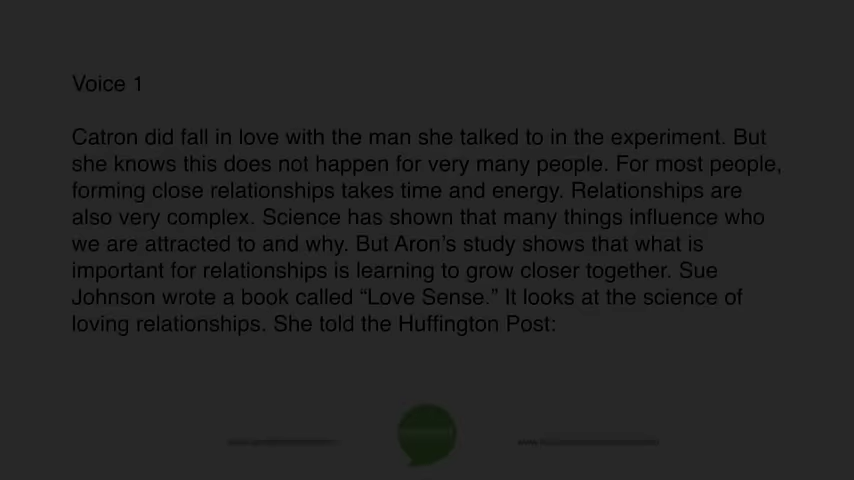 Voice 1
Catron did fall in love with the man she talked to in the experiment. But
she knows this does not happen for very many people. For most people,
forming close relationships takes time and energy. Relationships are
also very complex. Science has shown that many things influence who
we are attracted to and why. But Aron’s study shows that what is
important for relationships is learning to grow closer together. Sue
Johnson wrote a book called “Love Sense.” It looks at the science of
loving relationships. She told the Huffington Post: